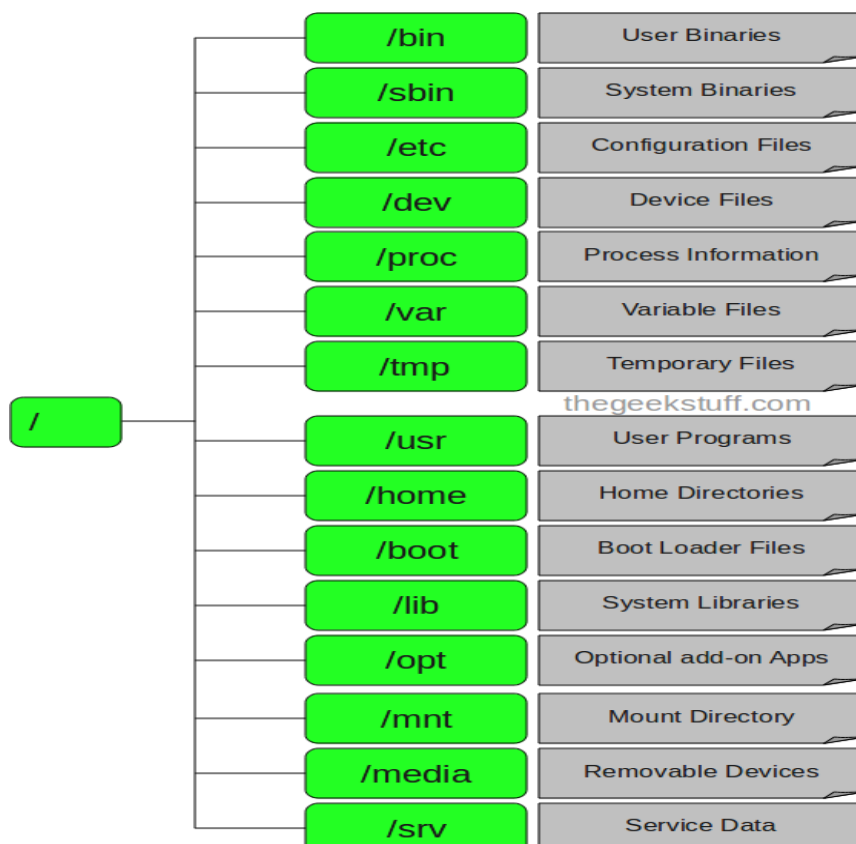 /bin User Binaries
/sbin System Binaries
/etc Configuration Files
/dev Device Files
/proc Process Information
/var Variable Files
/tmp Temporary Files
thegeekstuff.com
/
/usr User Programs
/home Home Directories
/boot Boot Loader Files
/lib System Libraries
/opt Optional add-on Apps
/mnt Mount Directory
/media Removable Devices
/srv Service Data